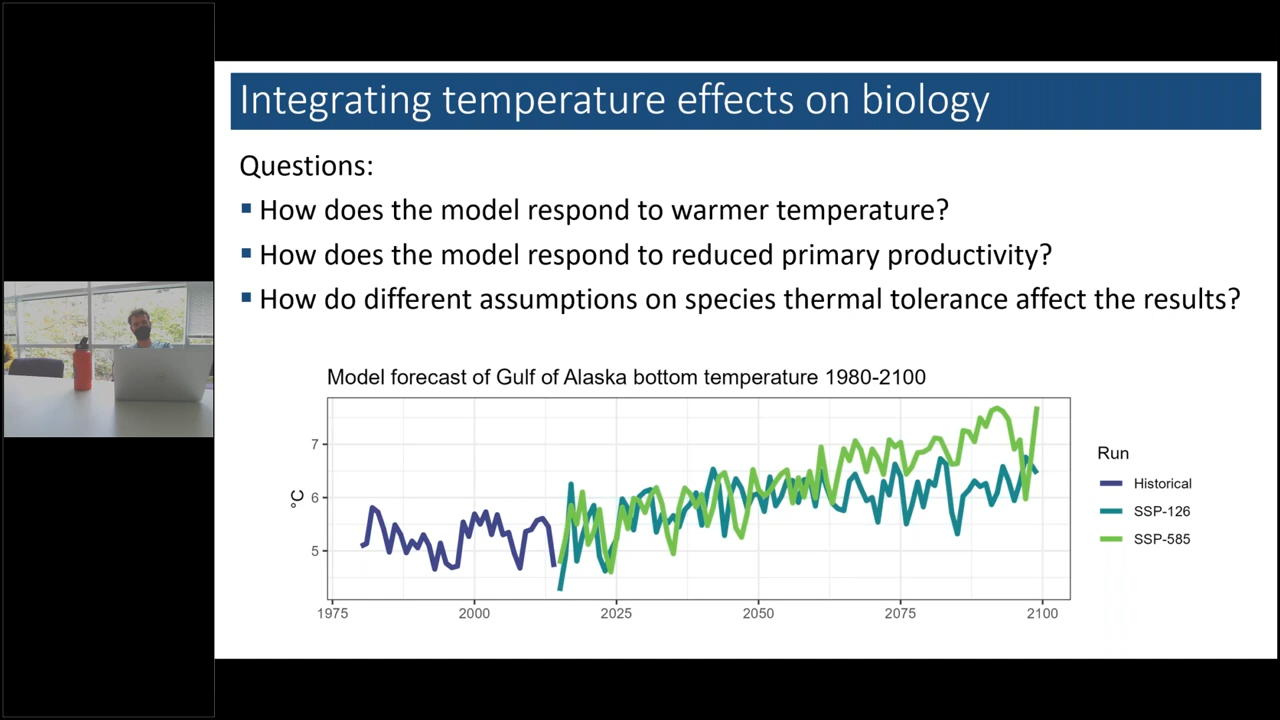 Integrating temperature effects on biology
Questions:
How does the model respond to warmer temperature?
How does the model respond to reduced primary productivity?
How do different assumptions on species thermal tolerance affect the results?
Model forecast of Gulf of Alaska bottom temperature 1980-2100
7
6
5
°C
1975 2000 2025 2050 2075 2100
Run
Historical
SSP-126
SSP-585